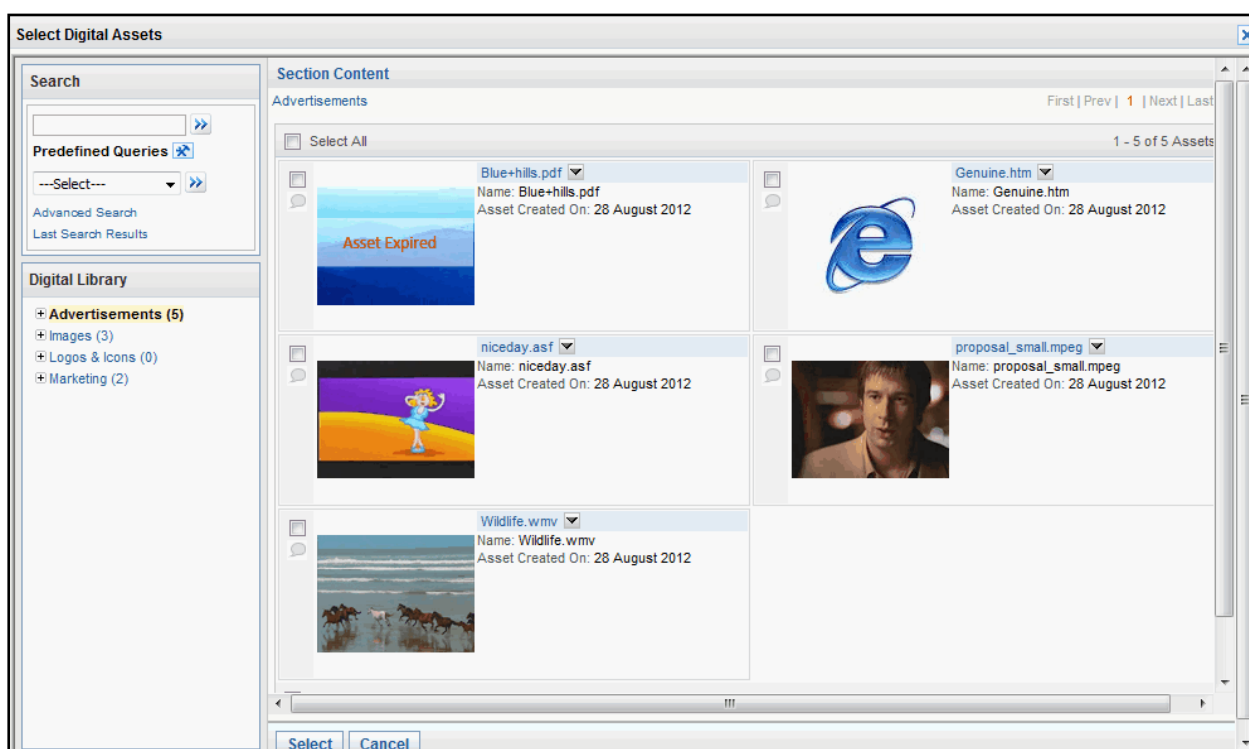 Select Digital Assets
Search
Predefined Queries
---Select---
Advanced Search
Last Search Results
Digital Library
Advertisements (5)
Images (3)
Logos & Icons (0)
Marketing (2)
Section Content
Advertisements
First | Prev | 1 | Next | Last
Select All
1 - 5 of 5 Assets
Blue+hills.pdf
Name: Blue+hills.pdf
Asset Created On: 28 August 2012
Asset Expired
Genuine.htm
Name: Genuine.htm
Asset Created On: 28 August 2012
niceday.asf
Name: niceday.asf
Asset Created On: 28 August 2012
proposal_small.mpeg
Name: proposal_small.mpeg
Asset Created On: 28 August 2012
Wildlife.wmv
Name: Wildlife.wmv
Asset Created On: 28 August 2012
Select
Cancel